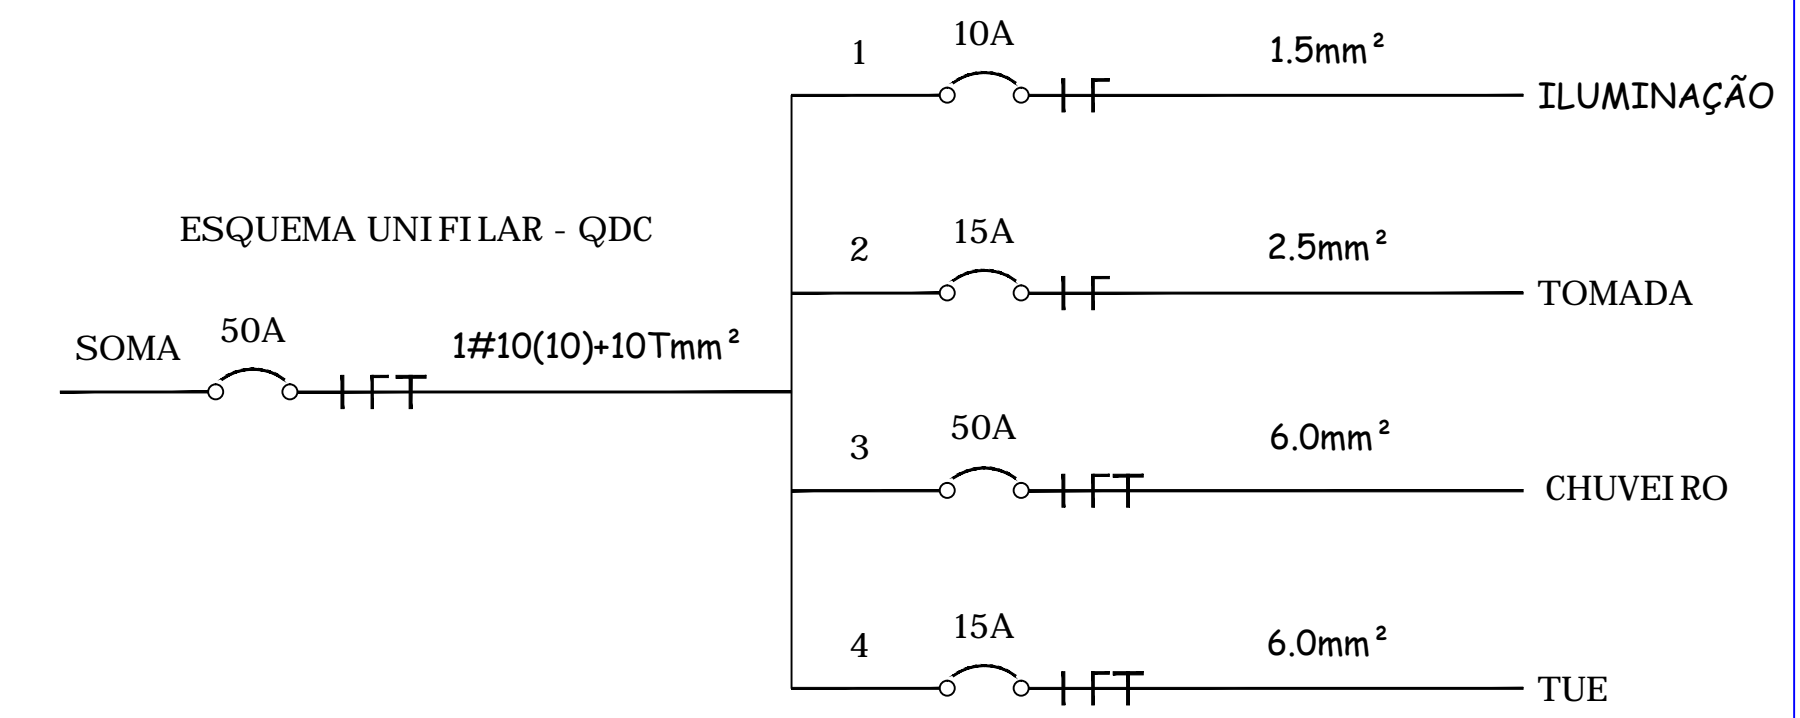 ESQUEMA UNIFILAR - QDC
SOMA
50A
1#10(10)+10Tmm²
1
10A
1.5mm²
ILUMINAÇÃO
2
15A
2.5mm²
TOMADA
3
50A
6.0mm²
CHUVEIRO
4
15A
6.0mm²
TUE